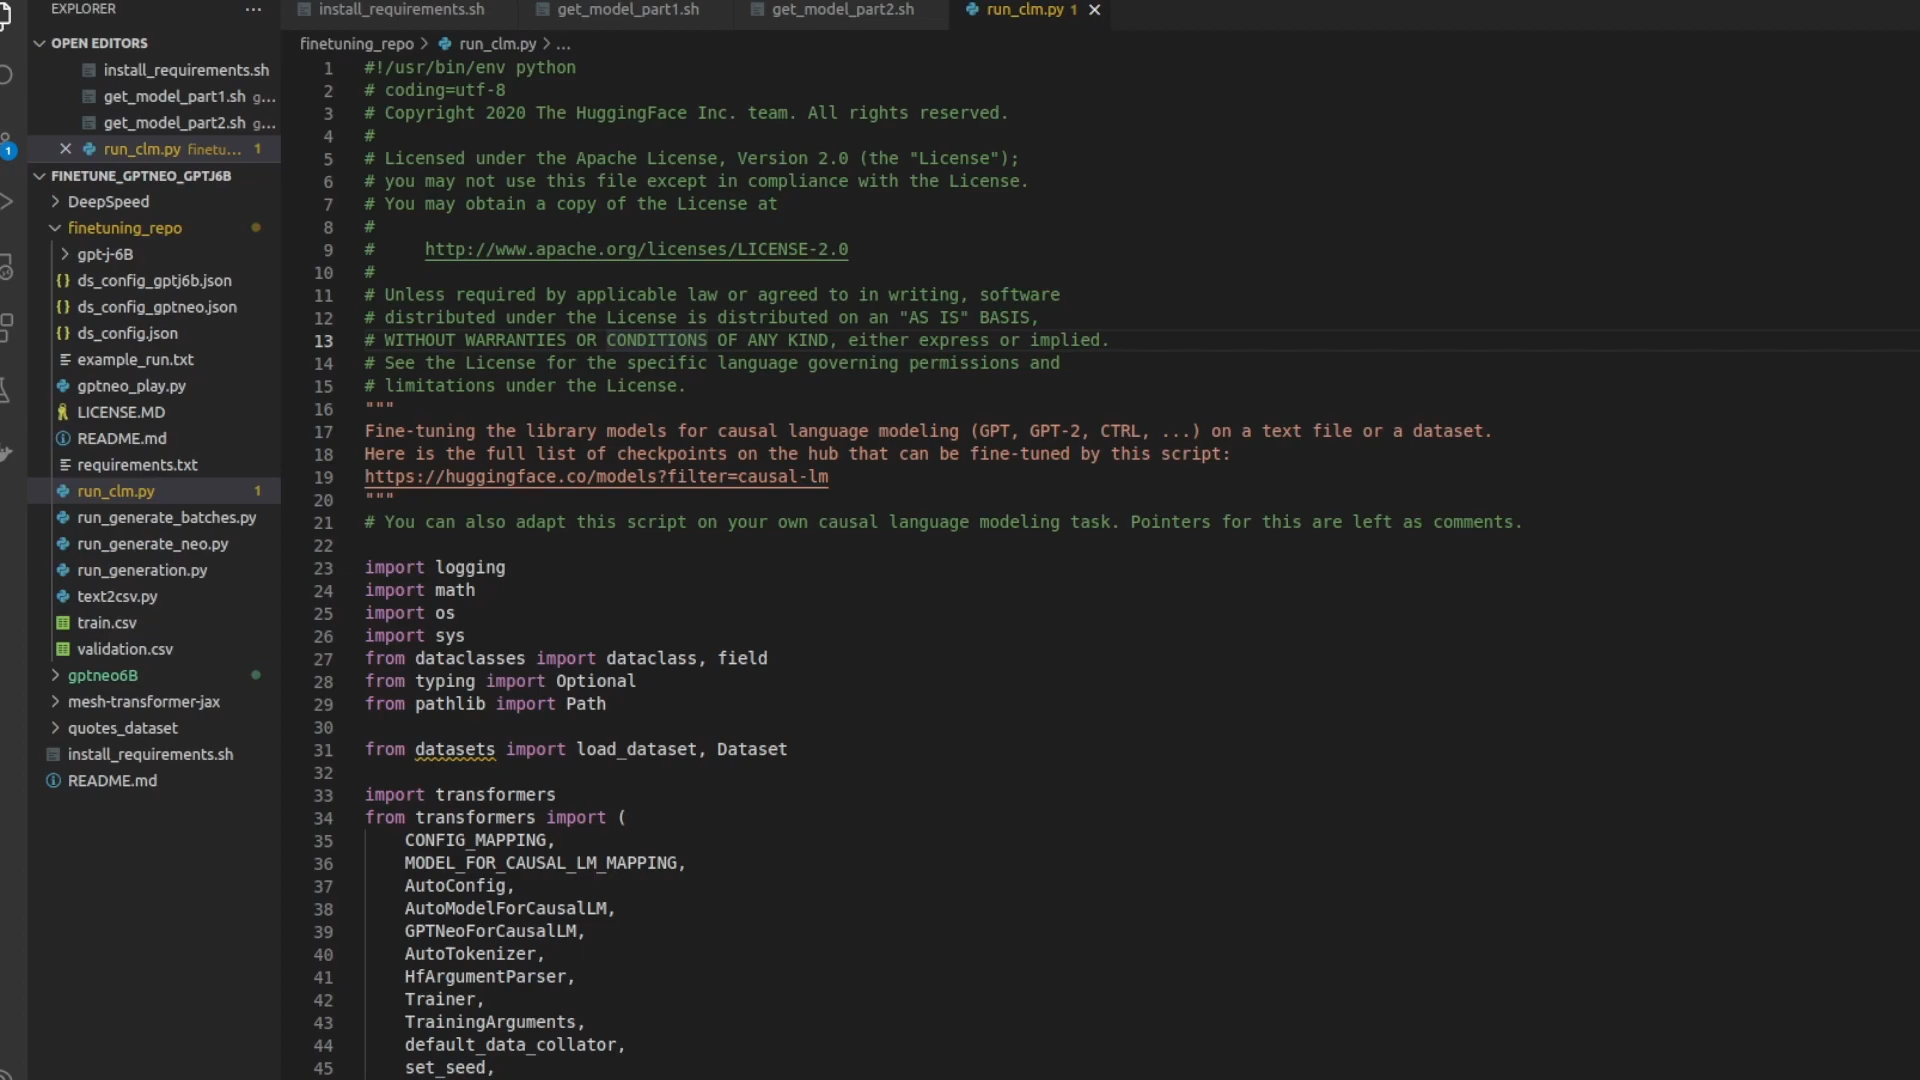 EXPLORER
...
OPEN EDITORS
install_requirements.sh
get_model_part1.sh g...
get_model_part2.sh g...
run_clm.py finetu... 1
FINETUNE_GPTNEO_GPTJ6B
DeepSpeed
finetuning_repo
gpt-j-6B
{} ds_config_gptj6b.json
{} ds_config_gptneo.json
{} ds_config.json
example_run.txt
gptneo_play.py
LICENSE.MD
README.md
requirements.txt
run_clm.py 1
run_generate_batches.py
run_generate_neo.py
run_generation.py
text2csv.py
train.csv
validation.csv
gptneo6B
mesh-transformer-jax
quotes_dataset
install_requirements.sh
README.md
1
install_requirements.sh get_model_part1.sh get_model_part2.sh run_clm.py 1
finetuning_repo > run_clm.py > ...
1 #!/usr/bin/env python
2 # coding=utf-8
3 # Copyright 2020 The HuggingFace Inc. team. All rights reserved.
4 #
5 # Licensed under the Apache License, Version 2.0 (the "License");
6 # you may not use this file except in compliance with the License.
7 # You may obtain a copy of the License at
8 #
9 #     http://www.apache.org/licenses/LICENSE-2.0
10 #
11 # Unless required by applicable law or agreed to in writing, software
12 # distributed under the License is distributed on an "AS IS" BASIS,
13 # WITHOUT WARRANTIES OR CONDITIONS OF ANY KIND, either express or implied.
14 # See the License for the specific language governing permissions and
15 # limitations under the License.
16 """
17 Fine-tuning the library models for causal language modeling (GPT, GPT-2, CTRL, ...) on a text file or a dataset.
18 Here is the full list of checkpoints on the hub that can be fine-tuned by this script:
19 https://huggingface.co/models?filter=causal-lm
20 """
21 # You can also adapt this script on your own causal language modeling task. Pointers for this are left as comments.
22
23 import logging
24 import math
25 import os
26 import sys
27 from dataclasses import dataclass, field
28 from typing import Optional
29 from pathlib import Path
30
31 from datasets import load_dataset, Dataset
32
33 import transformers
34 from transformers import (
35     CONFIG_MAPPING,
36     MODEL_FOR_CAUSAL_LM_MAPPING,
37     AutoConfig,
38     AutoModelForCausalLM,
39     GPTNeoForCausalLM,
40     AutoTokenizer,
41     HfArgumentParser,
42     Trainer,
43     TrainingArguments,
44     default_data_collator,
45     set_seed,